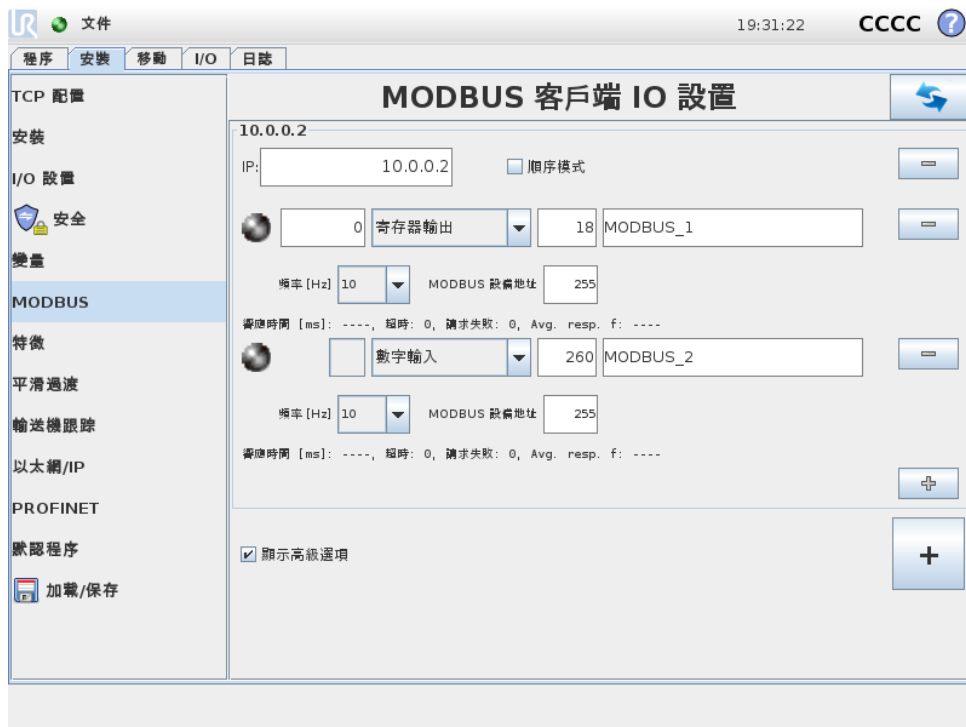 UR 文件 19:31:22 CCCC ?
程序 安裝 移動 I/O 日誌
TCP 配置
安裝
I/O 設置
安全
變量
MODBUS
特徵
平滑過渡
輸送機跟踪
以太網/IP
PROFINET
默認程序
加載/保存
MODBUS 客戶端 IO 設置
10.0.0.2
IP: 10.0.0.2 順序模式
0 寄存器輸出 18 MODBUS_1
頻率 [Hz] 10 MODBUS 設備地址 255
響應時間 [ms]: ----, 超時: 0, 請求失敗: 0, Avg. resp. f: ----
數字輸入 260 MODBUS_2
頻率 [Hz] 10 MODBUS 設備地址 255
響應時間 [ms]: ----, 超時: 0, 請求失敗: 0, Avg. resp. f: ----
顯示高級選項